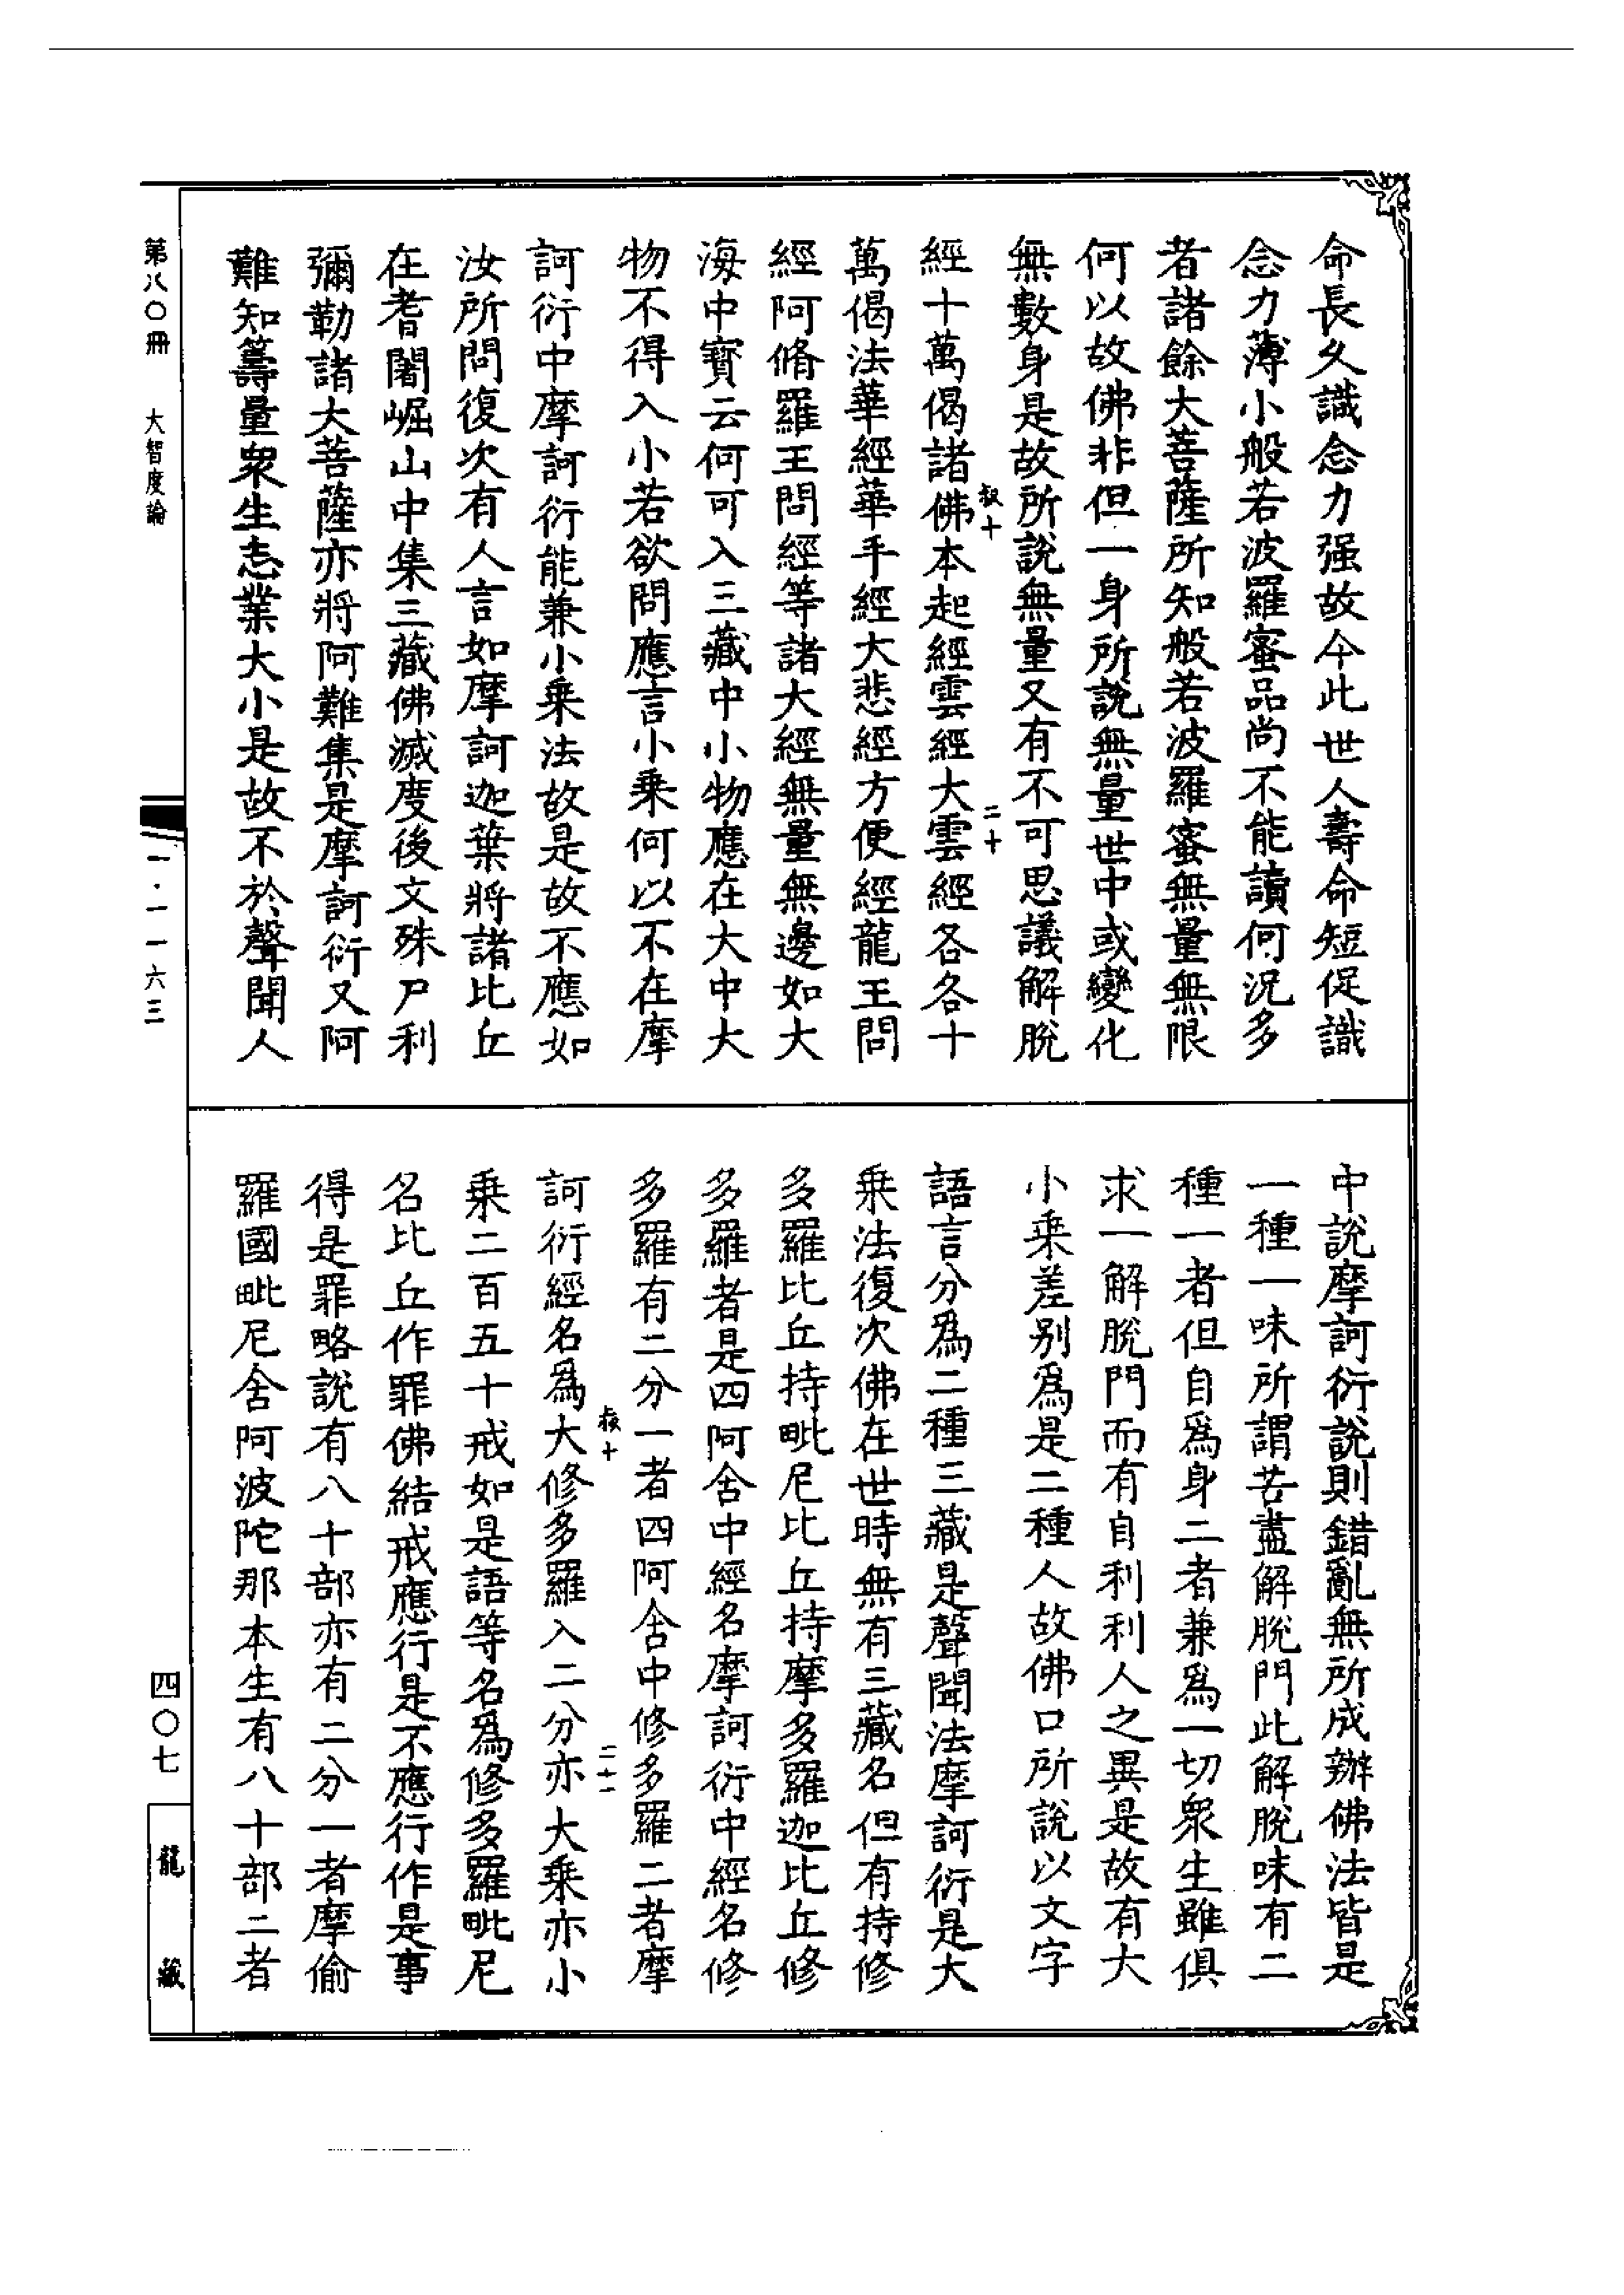 命長久識念力强故今此世人壽命短促識
念力薄小般若波羅蜜品尚不能讀何況多
者諸餘大菩薩所知般若波羅蜜無量無限
何以故佛非但一身所說無量世中或變化
無數身是故所說無量又有不可思議解脫
經十萬偈諸佛本起經雲經大雲經各各十
萬偈法華經華手經大悲經方便經龍王問
經阿脩羅王問經等諸大經無量無邊如大
海中寶云何可入三藏中小物應在大中大
物不得入小若欲問應言小乘何以不在摩
訶衍中摩訶衍能兼小乘法故是故不應如
汝所問復次有人言如摩訶迦葉將諸比丘
在耆闍崛山中集三藏佛滅度後文殊尸利
彌勒諸大菩薩亦將阿難集是摩訶衍又阿
難知籌量衆生志業大小是故不於聲聞人
中說摩訶衍說則錯亂無所成辦佛法皆是
一種一味所謂苦盡解脫門此解脫味有二
種一者但自爲身二者兼爲一切衆生雖俱
求一解脫門而有自利利人之異是故有大
小乘差别爲是二種人故佛口所說以文字
語言分爲二種三藏是聲聞法摩訶衍是大
乘法復次佛在世時無有三藏名但有持修
多羅比丘持毗尼比丘持摩多羅迦比丘修
多羅者是四阿含中經名摩訶衍中經名修
多羅有二分一者四阿含中修多羅二者摩
訶衍經名爲大修多羅入二分亦大乘亦小
乘二百五十戒如是語等名爲修多羅毗尼
名比丘作罪佛結戒應行是不應行作是事
得是罪略說有八十部亦有二分一者摩偷
羅國毗尼含阿波陀那本生有八十部二者
二十
二十一
第八〇冊 大智度論
一·一一六三
四〇七
龍藏